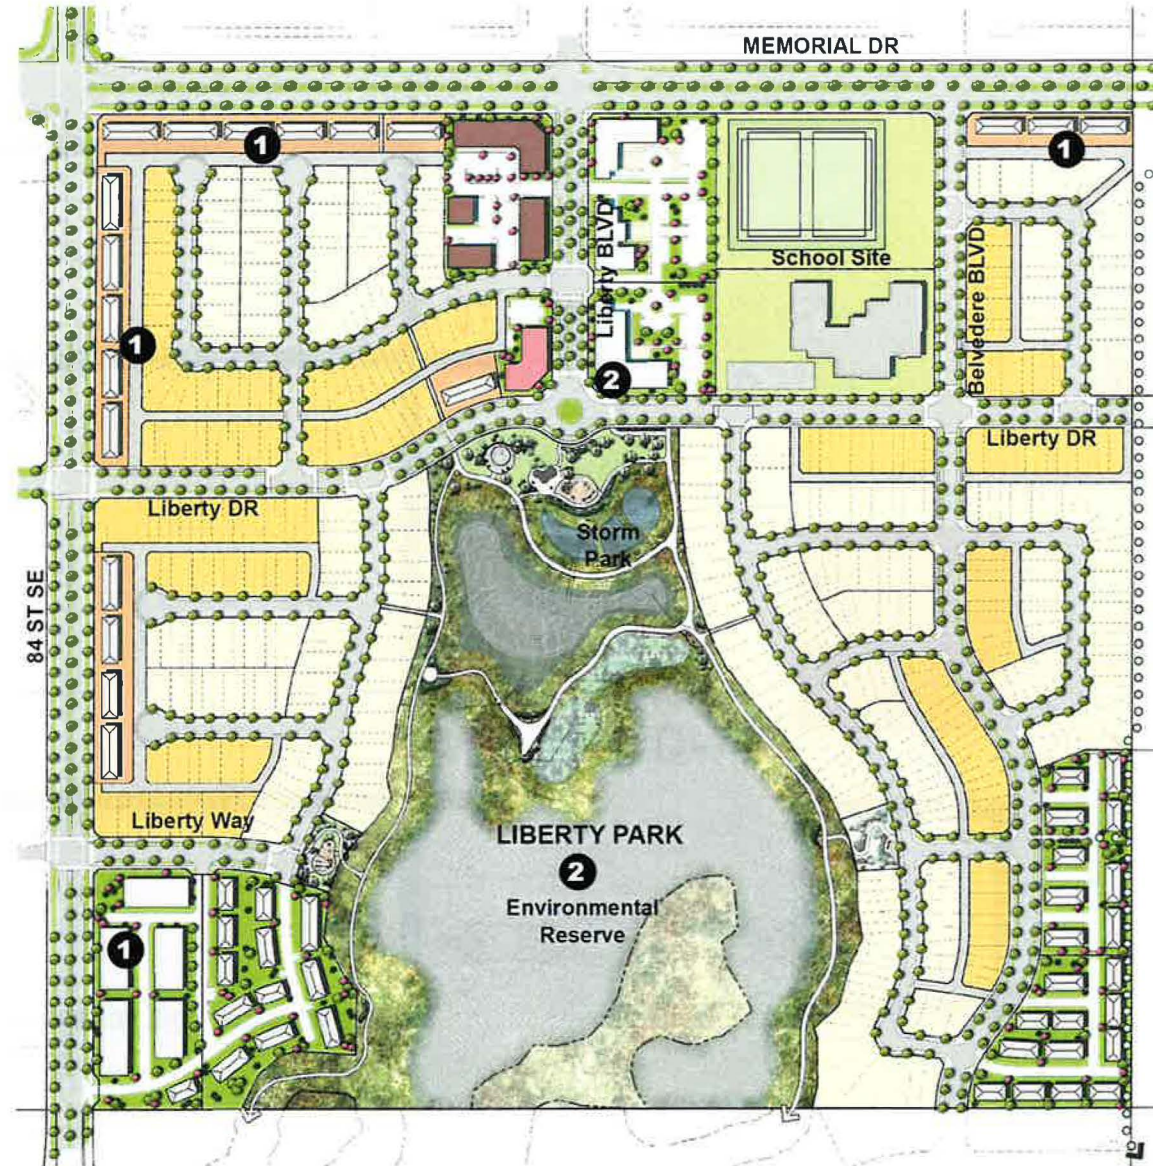 MEMORIAL DR
1
1
Liberty BLVD
School Site
Belvedere BLVD
1
2
Liberty DR
Liberty DR
Storm
Park
84 ST SE
Liberty Way
LIBERTY PARK
2
Environmental
Reserve
1